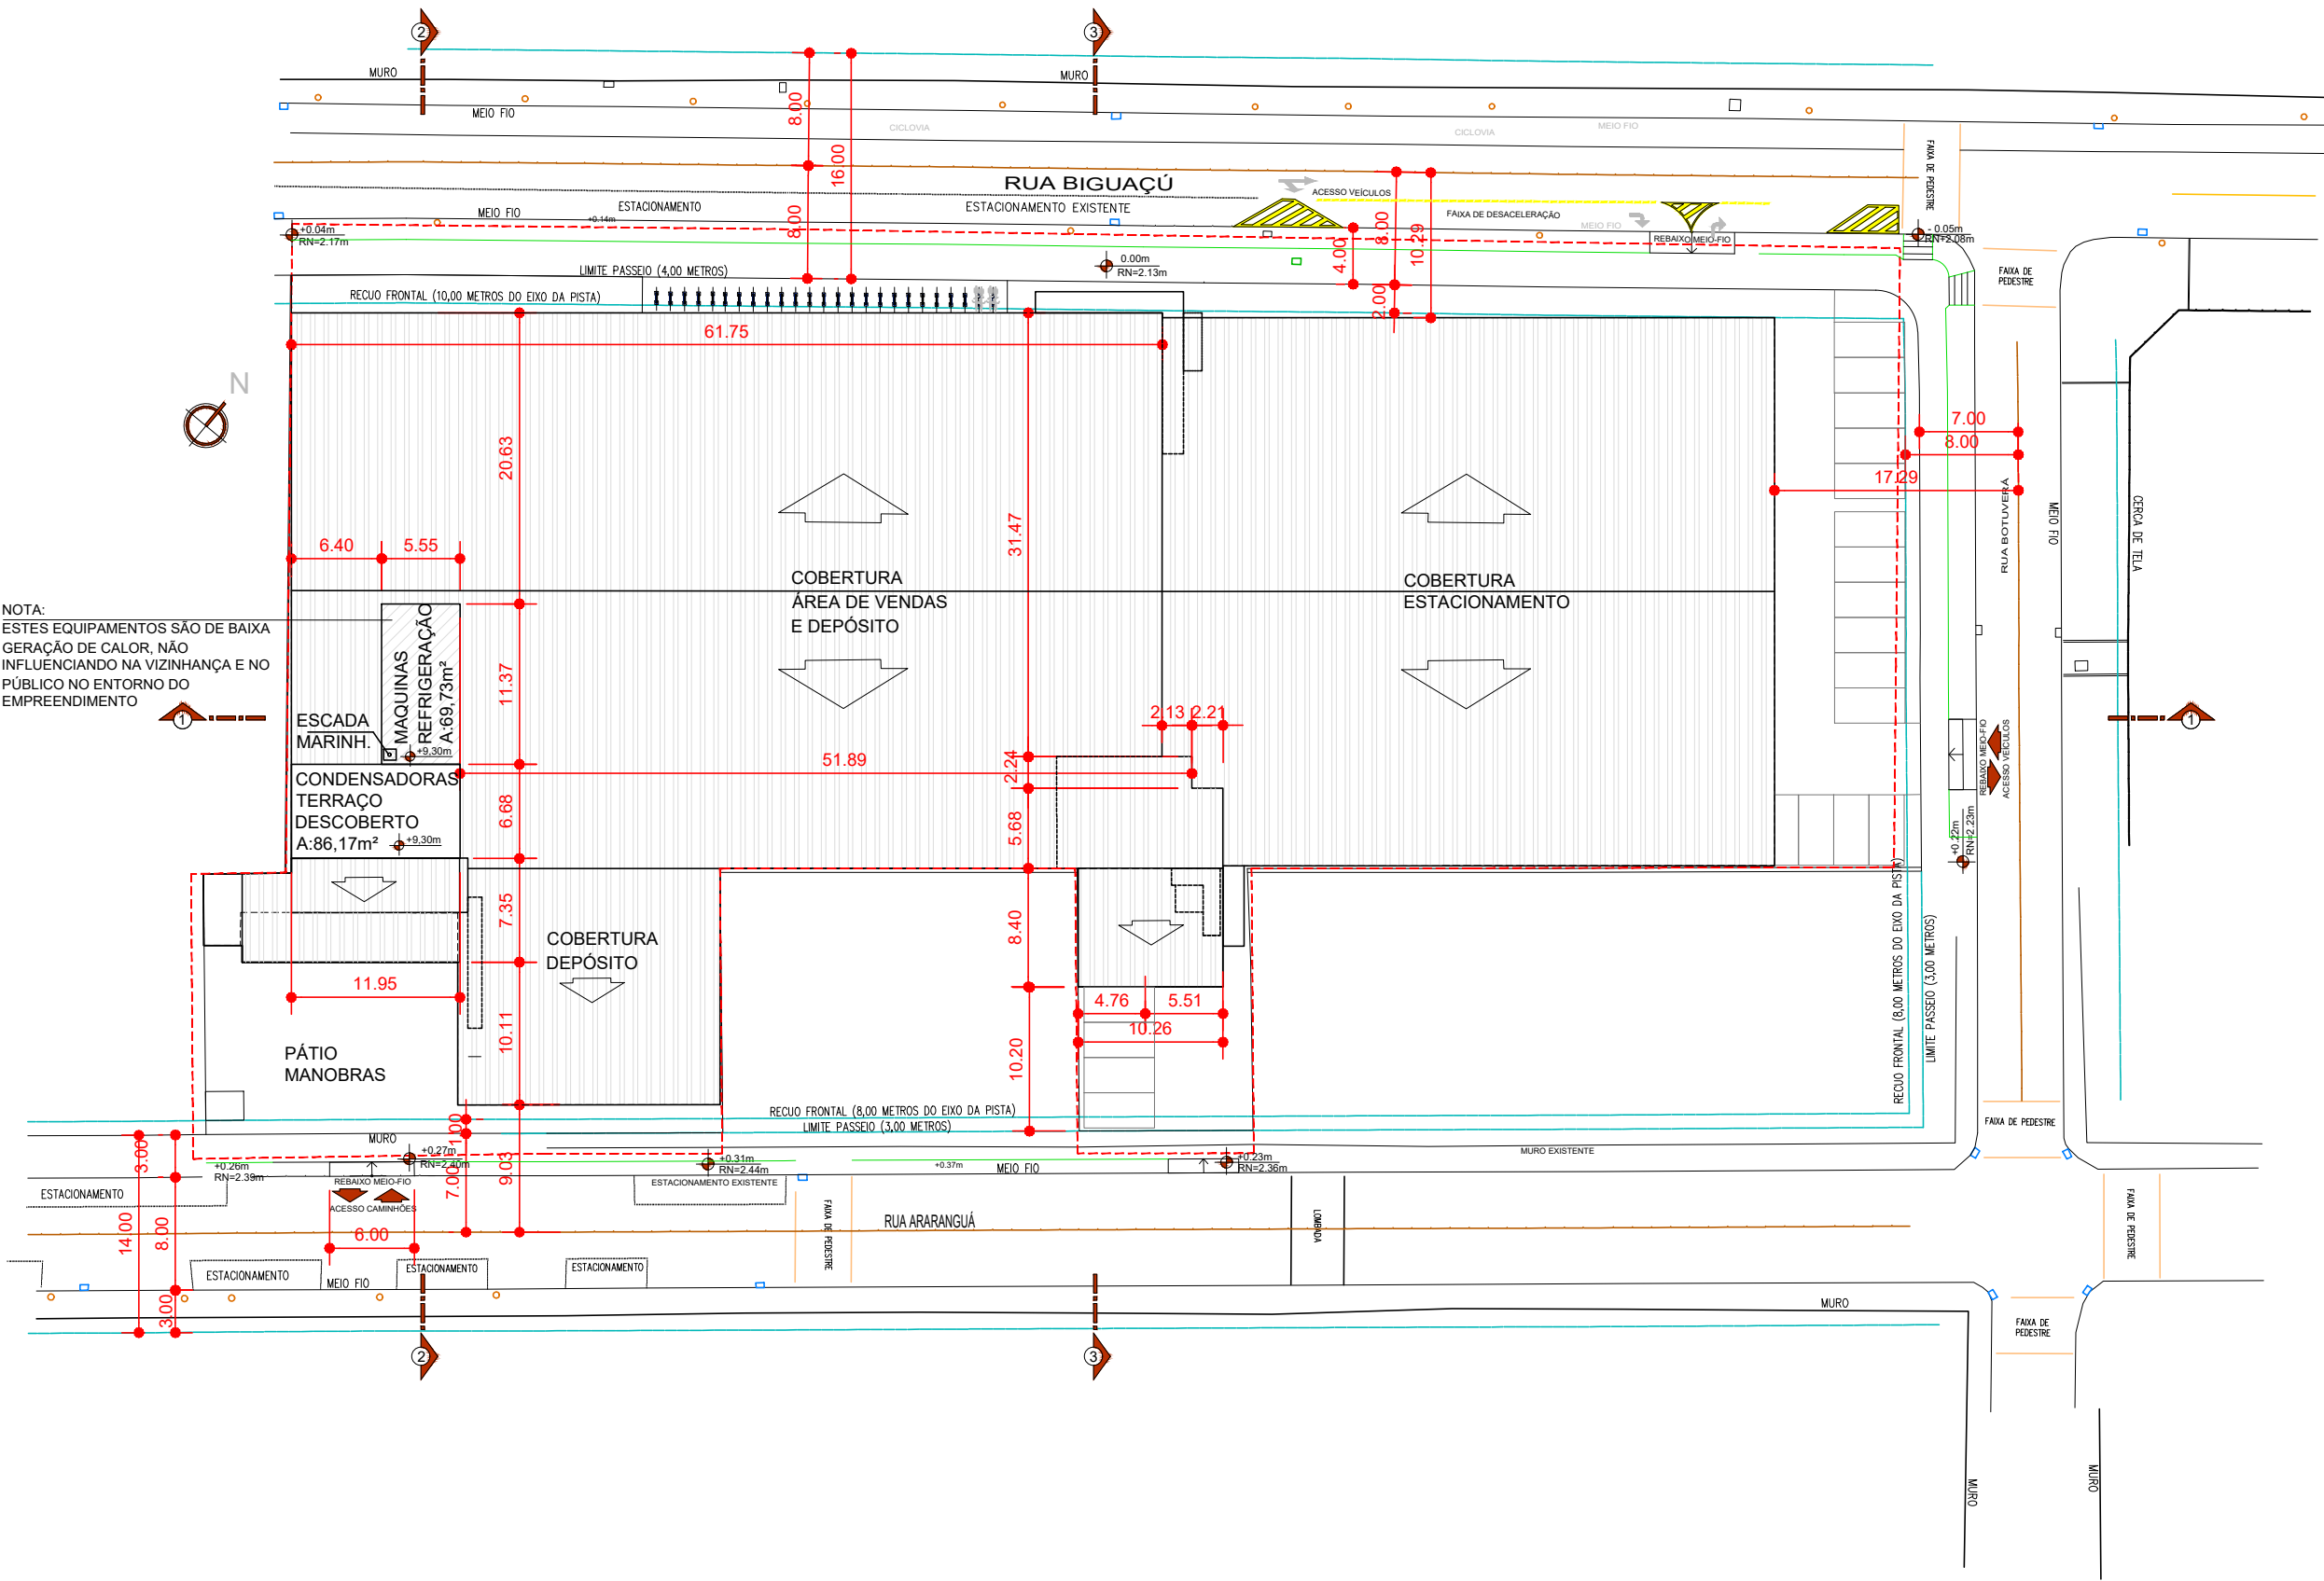 2
3
MURO
MURO
MEIO FIO
8.00
16.00
CICLOVIA
CICLOVIA
MEIO FIO
FAIXA DE PEDESTRE
RUA BIGUAÇÚ
ACESSO VEÍCULOS
ESTACIONAMENTO
ESTACIONAMENTO EXISTENTE
MEIO FIO
+0.14m
8.00
FAIXA DE DESACELERAÇÃO
MEIO FIO
REBAIXO MEIO-FIO
+0.04m
RN=2.17m
- 0.05m
RN=2.08m
8.00
4.00
10.29
2.00
0.00m
RN=2.13m
LIMITE PASSEIO (4,00 METROS)
RECUO FRONTAL (10,00 METROS DO EIXO DA PISTA)
FAIXA DE
PEDESTRE
61.75
N
20.63
31.47
7.00
8.00
17.29
RUA BOTUVERÁ
MEIO FIO
CERCA DE TELA
6.40
5.55
COBERTURA
ÁREA DE VENDAS
E DEPÓSITO
COBERTURA
ESTACIONAMENTO
NOTA:
ESTES EQUIPAMENTOS SÃO DE BAIXA
GERAÇÃO DE CALOR, NÃO
INFLUENCIANDO NA VIZINHANÇA E NO
PÚBLICO NO ENTORNO DO
EMPREENDIMENTO
1
1
MAQUINAS
REFRIGERAÇÃO
A:69,73m²
+9,30m
11.37
ESCADA
MARINH.
2.13
2.21
2.24
51.89
REBAIXO MEIO-FIO
ACESSO VEÍCULOS
CONDENSADORAS
TERRAÇO
DESCOBERTO
A:86,17m²
+9,30m
6.68
5.68
+0.22m
RN=2.23m
7.35
8.40
COBERTURA
DEPÓSITO
11.95
4.76
5.51
10.26
10.11
10.20
PÁTIO
MANOBRAS
RECUO FRONTAL (8,00 METROS DO EIXO DA PISTA)
LIMITE PASSEIO (3,00 METROS)
RECUO FRONTAL (8,00 METROS DO EIXO DA PISTA)
LIMITE PASSEIO (3,00 METROS)
FAIXA DE PEDESTRE
MURO
1.00
3.00
+0.27m
RN=2.40m
+0.26m
RN=2.39m
7.00
9.03
+0.31m
RN=2.44m
+0.37m
MEIO FIO
+0.23m
RN=2.36m
MURO EXISTENTE
REBAIXO MEIO-FIO
ESTACIONAMENTO EXISTENTE
ESTACIONAMENTO
ACESSO CAMINHÕES
14.00
8.00
6.00
FAIXA DE PEDESTRE
RUA ARARANGUÁ
LOMBADA
FAIXA DE PEDESTRE
ESTACIONAMENTO
MEIO FIO
ESTACIONAMENTO
ESTACIONAMENTO
3.00
MURO
FAIXA DE
PEDESTRE
2
3
MURO
MURO